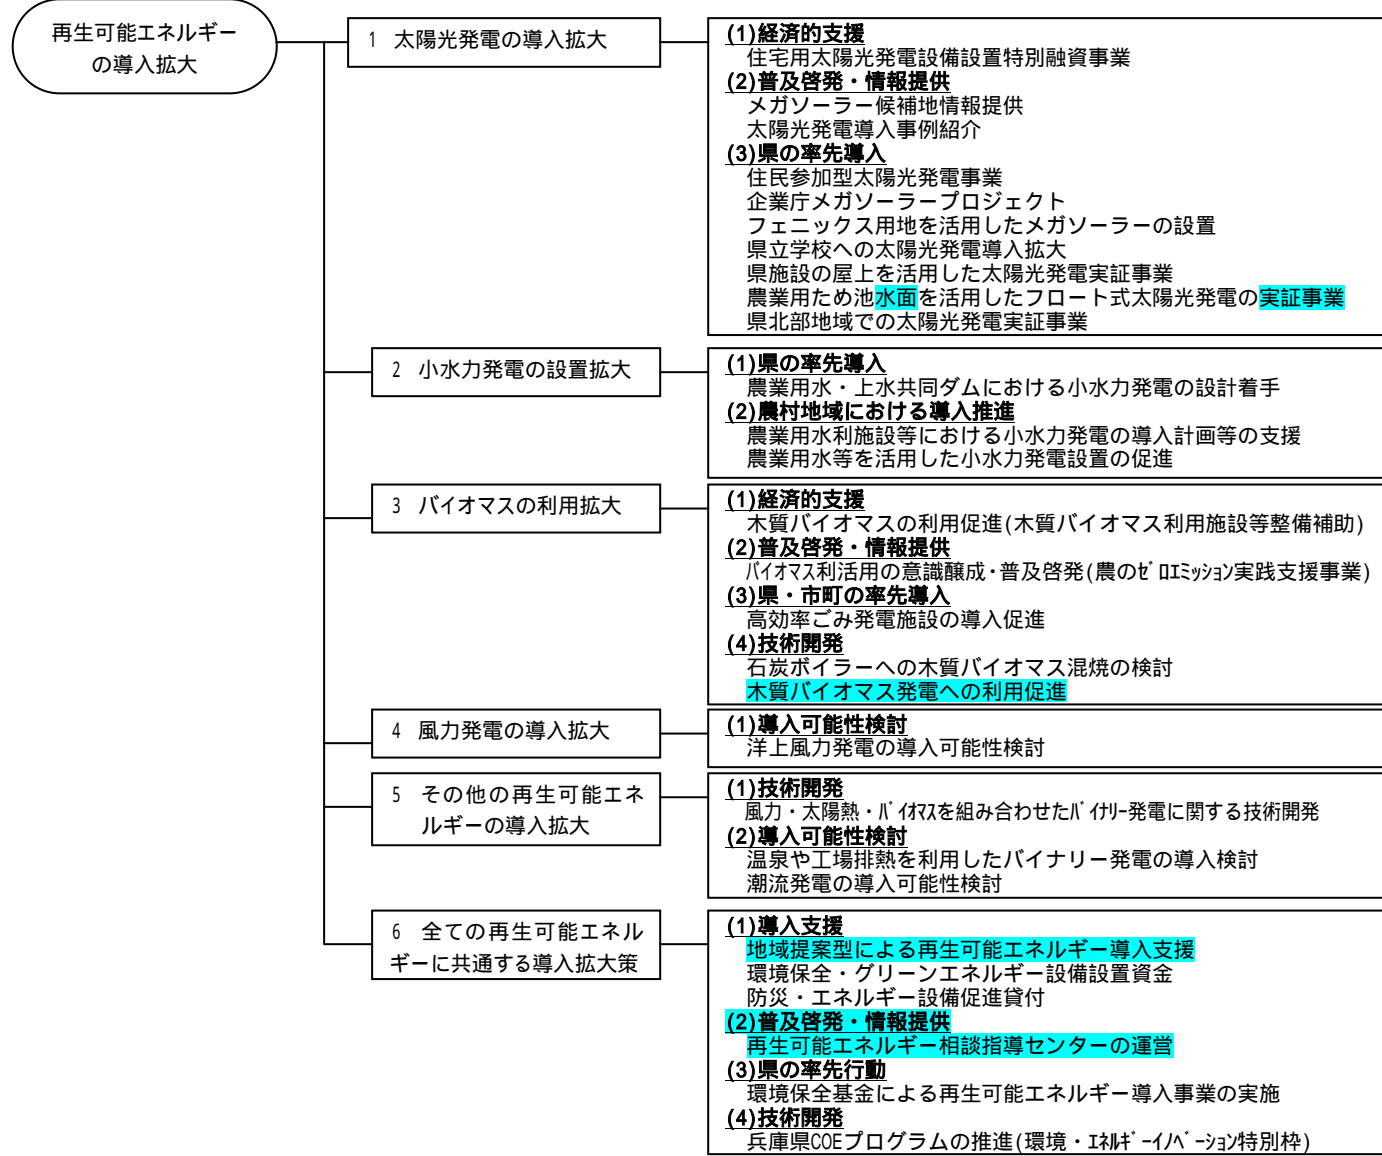 再生可能エネルギー
の導入拡大
1 太陽光発電の導入拡大
(1)経済的支援
住宅用太陽光発電設備設置特別融資事業
(2)普及啓発・情報提供
メガソーラー候補地情報提供
太陽光発電導入事例紹介
(3)県の率先導入
住民参加型太陽光発電事業
企業庁メガソーラープロジェクト
フェニックス用地を活用したメガソーラーの設置
県立学校への太陽光発電導入拡大
県施設の屋上を活用した太陽光発電実証事業
農業用ため池水面を活用したフロート式太陽光発電の実証事業
県北部地域での太陽光発電実証事業
2 小水力発電の設置拡大
(1)県の率先導入
農業用水・上水共同ダムにおける小水力発電の設計着手
(2)農村地域における導入推進
農業用水利施設等における小水力発電の導入計画等の支援
農業用水等を活用した小水力発電設置の促進
3 バイオマスの利用拡大
(1)経済的支援
木質バイオマスの利用促進(木質バイオマス利用施設等整備補助)
(2)普及啓発・情報提供
バイオマス利活用の意識醸成・普及啓発(農のゼロエミッション実践支援事業)
(3)県・市町の率先導入
高効率ごみ発電施設の導入促進
(4)技術開発
石炭ボイラーへの木質バイオマス混焼の検討
木質バイオマス発電への利用促進
4 風力発電の導入拡大
(1)導入可能性検討
洋上風力発電の導入可能性検討
5 その他の再生可能エネ
ルギーの導入拡大
(1)技術開発
風力・太陽熱・バイオマスを組み合わせたバイナリー発電に関する技術開発
(2)導入可能性検討
温泉や工場排熱を利用したバイナリー発電の導入検討
潮流発電の導入可能性検討
6 全ての再生可能エネル
ギーに共通する導入拡大策
(1)導入支援
地域提案型による再生可能エネルギー導入支援
環境保全・グリーンエネルギー設備設置資金
防災・エネルギー設備促進貸付
(2)普及啓発・情報提供
再生可能エネルギー相談指導センターの運営
(3)県の率先行動
環境保全基金による再生可能エネルギー導入事業の実施
(4)技術開発
兵庫県COEプログラムの推進(環境・エネルギーイノベーション特別枠)